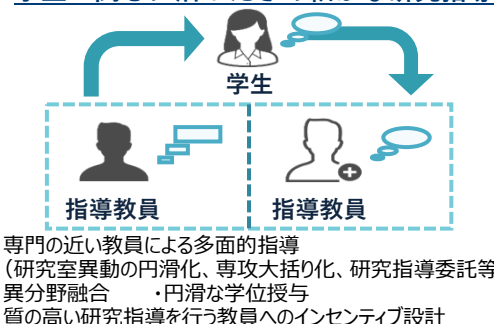 学生
指導教員
指導教員
専門の近い教員による多面的指導
(研究室異動の円滑化、専攻大括り化、研究指導委託等
異分野融合 ・円滑な学位授与
質の高い研究指導を行う教員へのインセンティブ設計